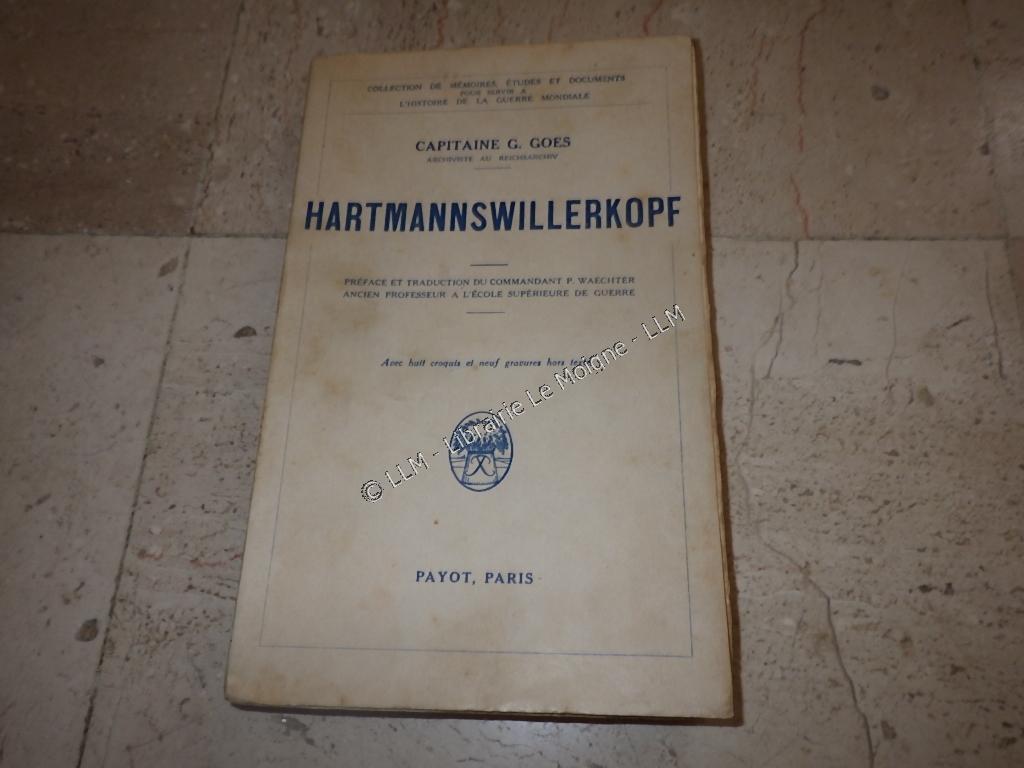 COLLECTION DE MÉMOIRES, ÉTUDES ET DOCUMENTS
POUR SERVIR A
L'HISTOIRE DE LA GUERRE MONDIALE
CAPITAINE G. GOES
ARCHIVISTE AU REICHSARCHIV
HARTMANNSWILLERKOPF
PRÉFACE ET TRADUCTION DU COMMANDANT P. WAECHTER
ANCIEN PROFESSEUR A L'ÉCOLE SUPÉRIEURE DE GUERRE
Avec huit croquis et neuf gravures hors texte
© LLM - Librairie Le Moigne - LLM
PAYOT, PARIS